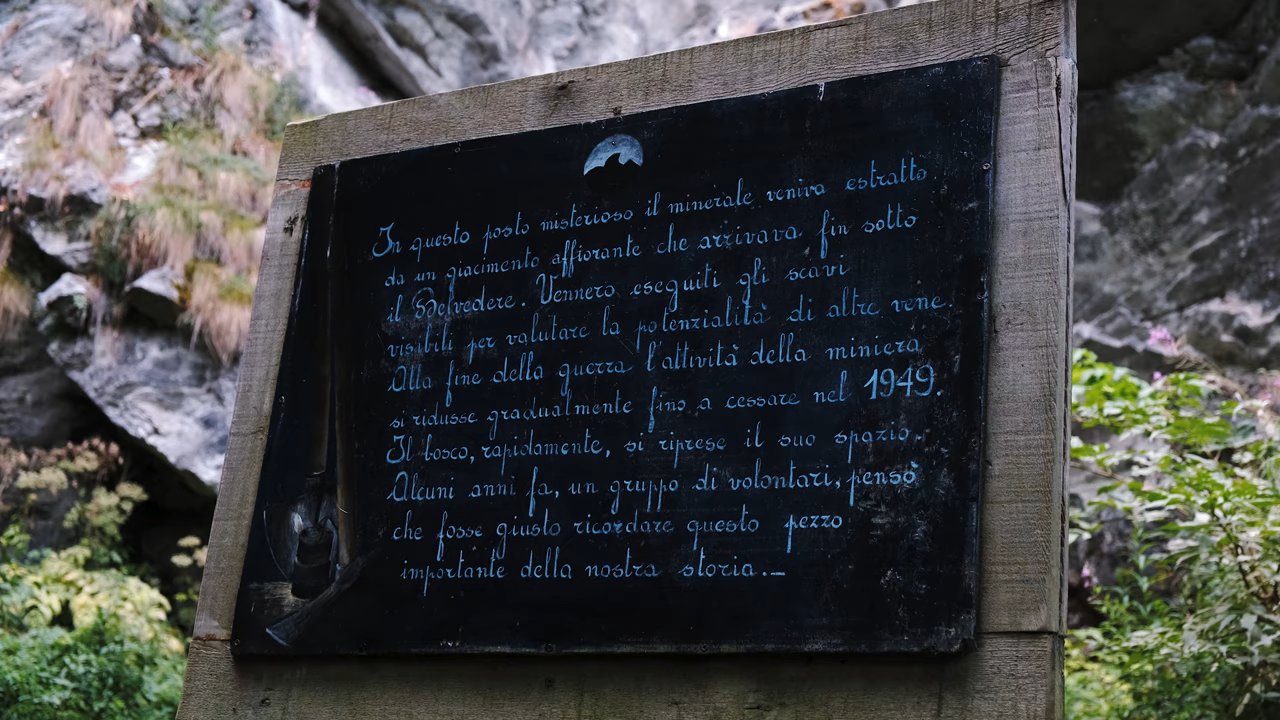 In questo posto misterioso il minerale veniva estratto
da un giacimento affiorante che arrivava fin sotto
il Belvedere. Vennero eseguiti gli scavi
visibili per valutare la potenzialità di altre vene.
Alla fine della guerra l'attività della miniera
si ridusse gradualmente fino a cessare nel 1949.
Il bosco, rapidamente, si riprese il suo spazio.
Alcuni anni fa, un gruppo di volontari, pensò
che fosse giusto ricordare questo pezzo
importante della nostra storia._